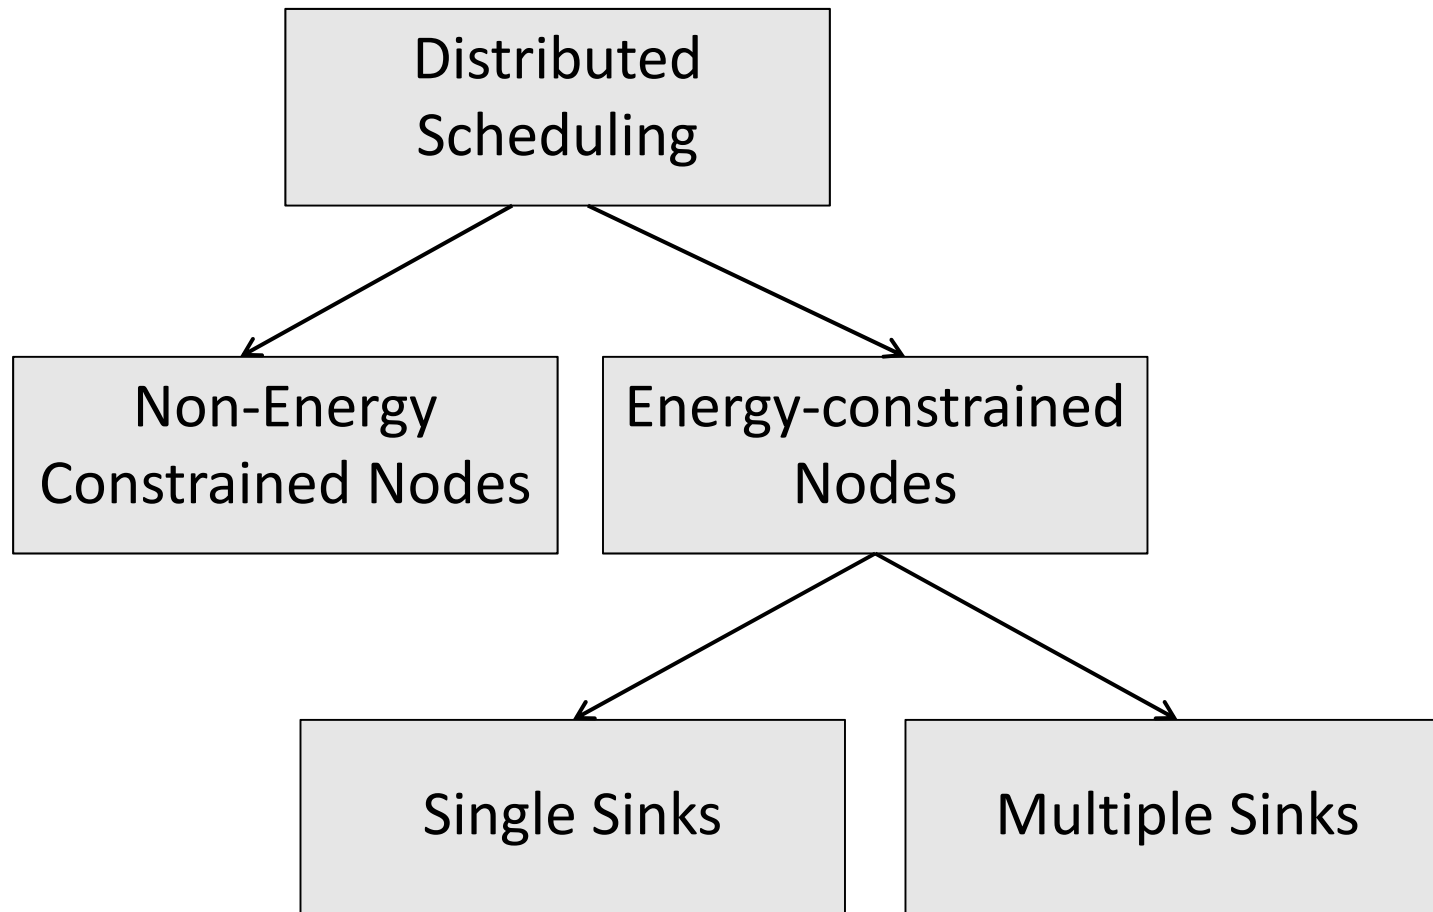 Distributed
Scheduling
Non-Energy
Constrained Nodes
Energy-constrained
Nodes
Single Sinks
Multiple Sinks